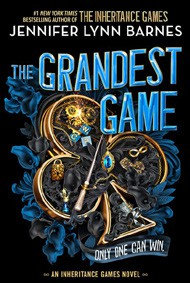 #1 NEW YORK TIMES
BESTSELLING AUTHOR OF THE INHERITANCE GAMES
JENNIFER LYNN BARNES
THE GRANDEST
GAME
ONLY ONE CAN WIN.
AN INHERITANCE GAMES NOVEL